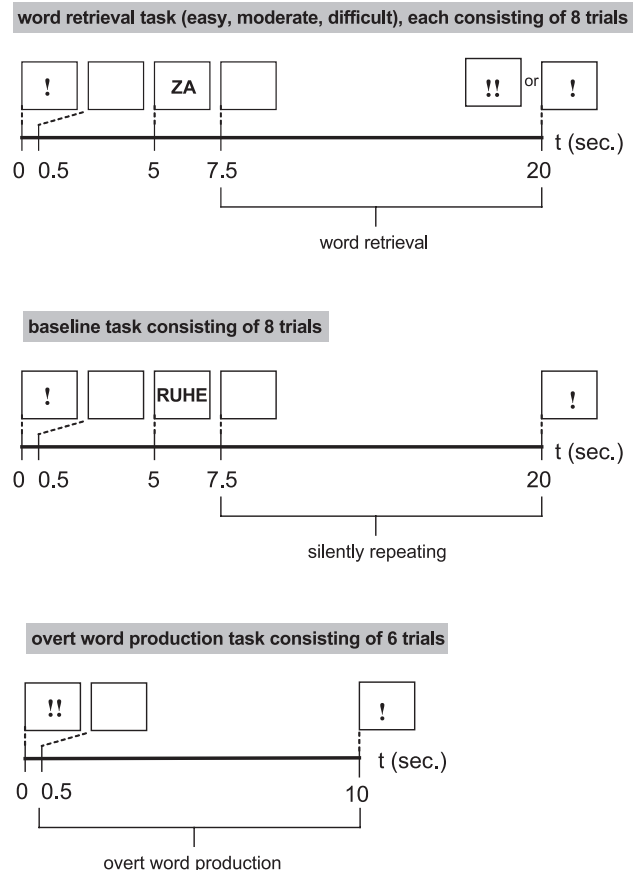 word retrieval task (easy, moderate, difficult), each consisting of 8 trials
! ZA !! or !
t (sec.)
0 0.5 5 7.5 20
word retrieval
baseline task consisting of 8 trials
! RUHE !
t (sec.)
0 0.5 5 7.5 20
silently repeating
overt word production task consisting of 6 trials
!! !
t (sec.)
0 0.5 10
overt word production